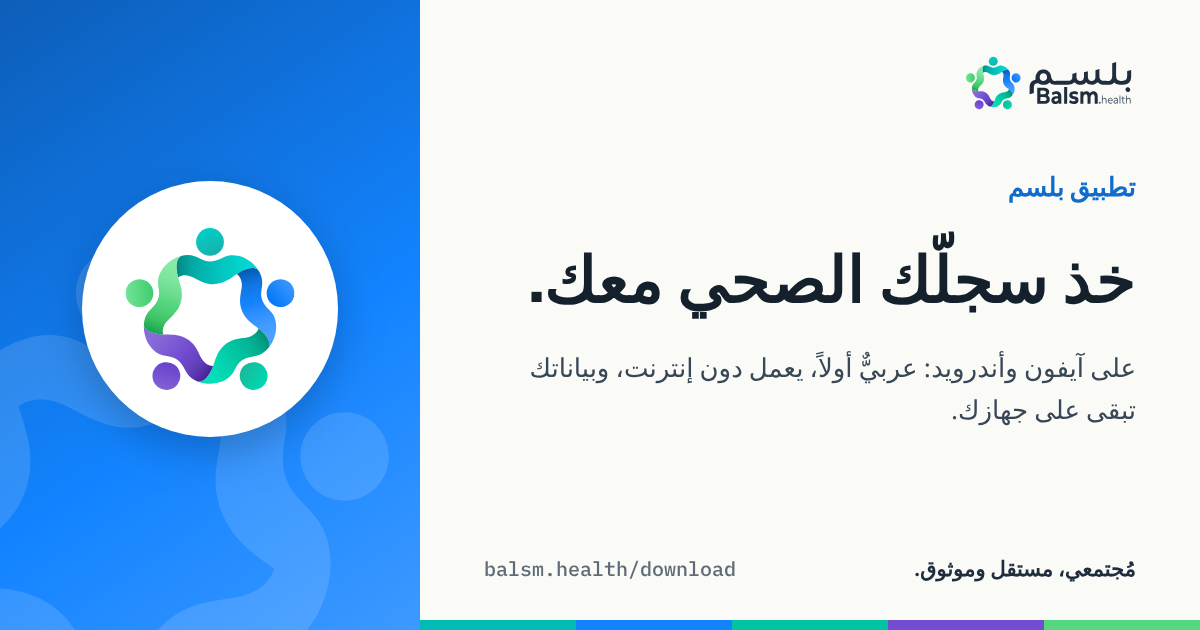 بلسم
Balsm.health
تطبيق بلسم
خذ سجلّك الصحي معك.
على آيفون وأندرويد: عربيٌّ أولاً، يعمل دون إنترنت، وبياناتك
تبقى على جهازك.
مُجتمعي، مستقل وموثوق.
balsm.health/download